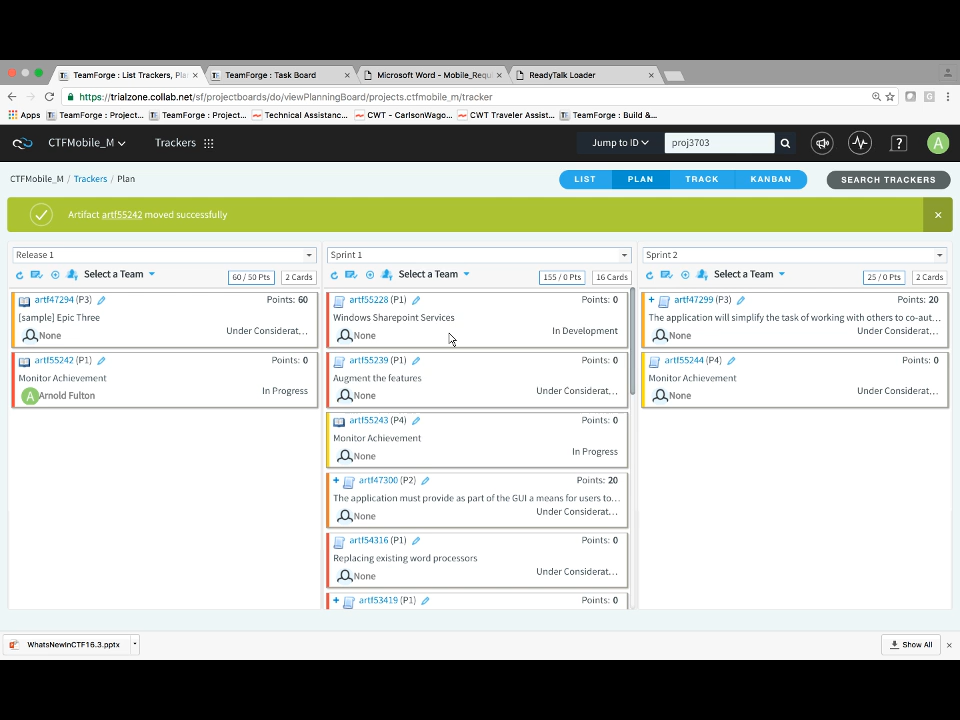 TeamForge : List Trackers, Pla
TeamForge : Task Board
Microsoft Word - Mobile_Requi
ReadyTalk Loader
https://trialzone.collab.net/sf/projectboards/do/viewPlanningBoard/projects.ctfmobile_m/tracker
Apps
TeamForge : Project...
TeamForge : Project...
Technical Assistanc...
CWT - CarlsonWago...
CWT Traveler Assist...
TeamForge : Build &...
CTFMobile_M
Trackers
Jump to ID
proj3703
A
CTFMobile_M / Trackers / Plan
LIST
PLAN
TRACK
KANBAN
SEARCH TRACKERS
Artifact artf55242 moved successfully
Release 1
Select a Team
60 / 50 Pts
2 Cards
artf47294 (P3)
Points: 60
[sample] Epic Three
None
Under Considerat...
artf55242 (P1)
Points: 0
Monitor Achievement
A Arnold Fulton
In Progress
Sprint 1
Select a Team
155 / 0 Pts
16 Cards
artf55228 (P1)
Points: 0
Windows Sharepoint Services
None
In Development
artf55239 (P1)
Points: 0
Augment the features
None
Under Considerat...
artf55243 (P4)
Points: 0
Monitor Achievement
None
In Progress
+ artf47300 (P2)
Points: 20
The application must provide as part of the GUI a means for users to...
None
Under Considerat...
artf54316 (P1)
Points: 0
Replacing existing word processors
None
Under Considerat...
+ artf53419 (P1)
Points: 0
Sprint 2
Select a Team
25 / 0 Pts
2 Cards
+ artf47299 (P3)
Points: 20
The application will simplify the task of working with others to co-aut...
None
Under Considerat...
artf55244 (P4)
Points: 0
Monitor Achievement
None
Under Considerat...
WhatsNewInCTF16.3.pptx
Show All